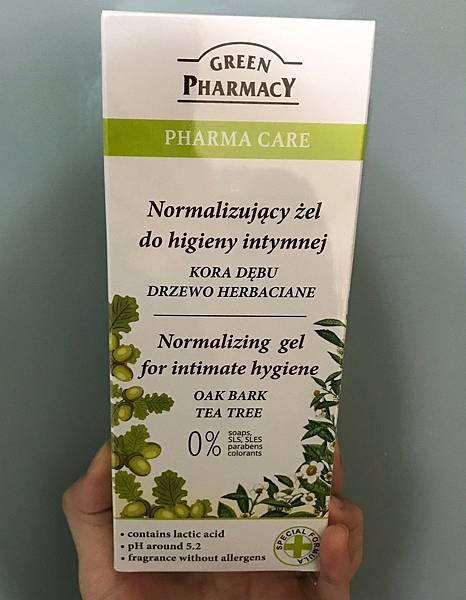 GREEN
PHARMACY
PHARMA CARE
Normalizujący żel
do higieny intymnej
KORA DĘBU
DRZEWO HERBACIANE
Normalizing gel
for intimate hygiene
OAK BARK
TEA TREE
0%
soaps,
SLS, SLES
parabens
colorants
• contains lactic acid
• pH around 5.2
• fragrance without allergens
SPECIAL FORMULA